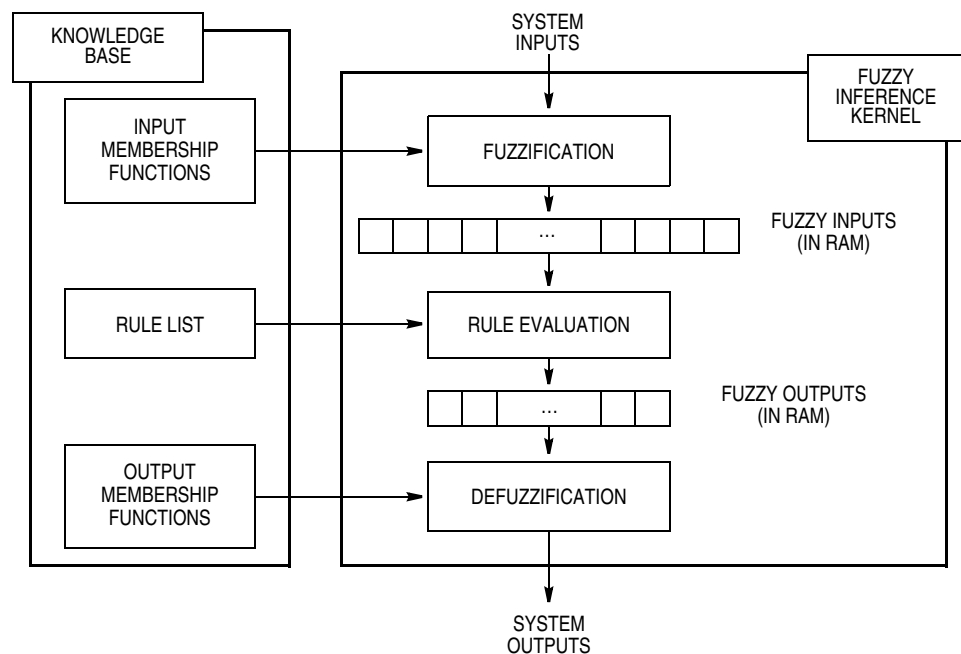 KNOWLEDGE
BASE
SYSTEM
INPUTS
FUZZY
INFERENCE
KERNEL
INPUT
MEMBERSHIP
FUNCTIONS
FUZZIFICATION
...
FUZZY INPUTS
(IN RAM)
RULE LIST
RULE EVALUATION
...
FUZZY OUTPUTS
(IN RAM)
OUTPUT
MEMBERSHIP
FUNCTIONS
DEFUZZIFICATION
SYSTEM
OUTPUTS